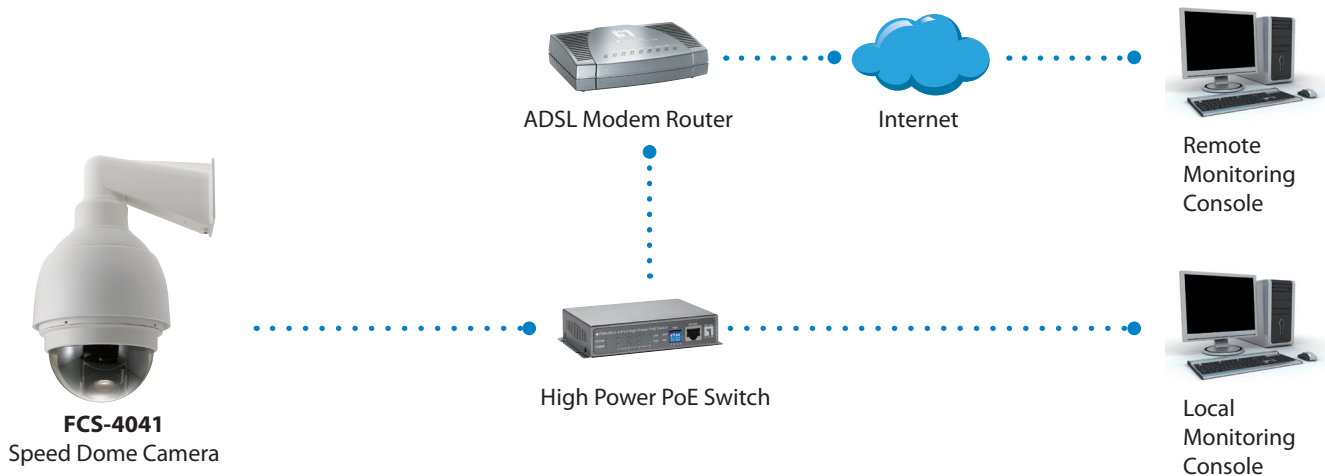 ADSL Modem Router
Internet
Remote
Monitoring
Console
FCS-4041
Speed Dome Camera
High Power PoE Switch
Local
Monitoring
Console